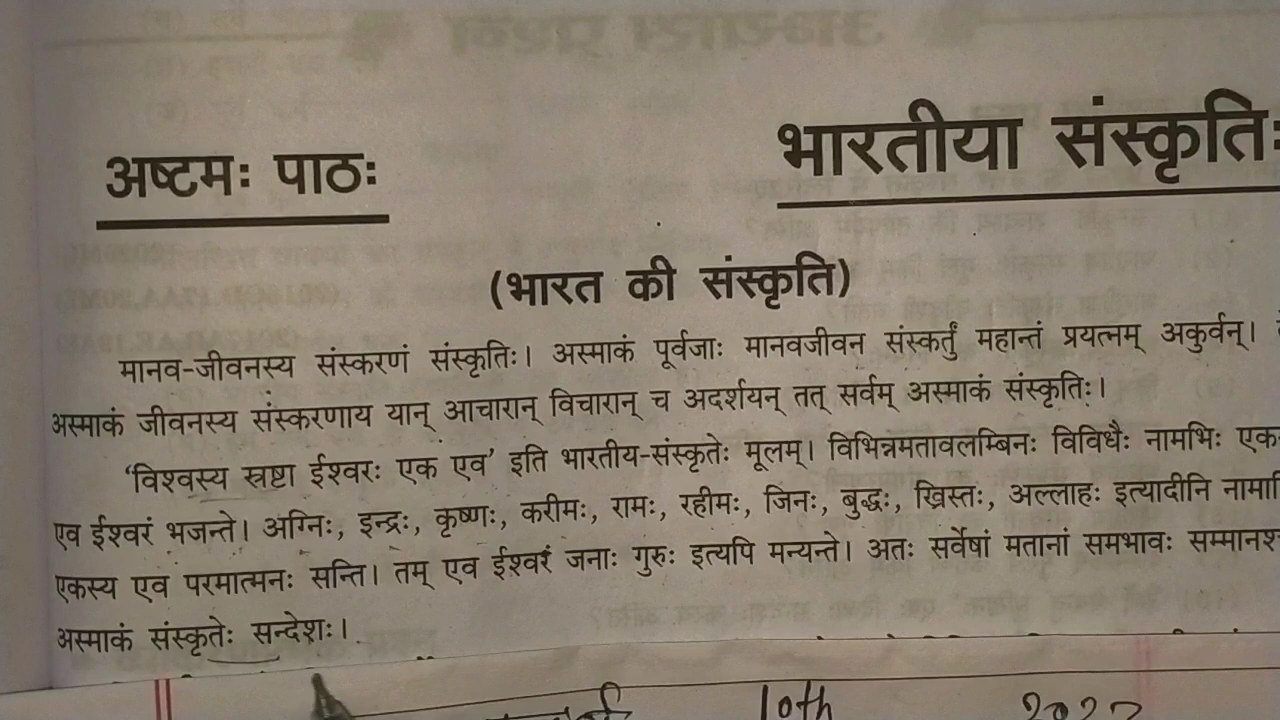 अष्टमः पाठः
भारतीया संस्कृतिः
(भारत की संस्कृति)
मानव-जीवनस्य संस्करणं संस्कृतिः। अस्माकं पूर्वजाः मानवजीवन संस्कर्तुं महान्तं प्रयत्नम् अकुर्वन्।
अस्माकं जीवनस्य संस्करणाय यान् आचारान् विचारान् च अदर्शयन् तत् सर्वम् अस्माकं संस्कृतिः।
‘विश्वस्य स्रष्टा ईश्वरः एक एव’ इति भारतीय-संस्कृतेः मूलम्। विभिन्नमतावलम्बिनः विविधैः नामभिः एक
एव ईश्वरं भजन्ते। अग्निः, इन्द्रः, कृष्णः, करीमः, रामः, रहीमः, जिनः, बुद्धः, ख्रिस्तः, अल्लाहः इत्यादीनि
एकस्य एव परमात्मनः सन्ति। तम् एव ईश्वरं जनाः गुरुः इत्यपि मन्यन्ते। अतः सर्वेषां मतानां समभावः
अस्माकं संस्कृतेः सन्देशः।
10th